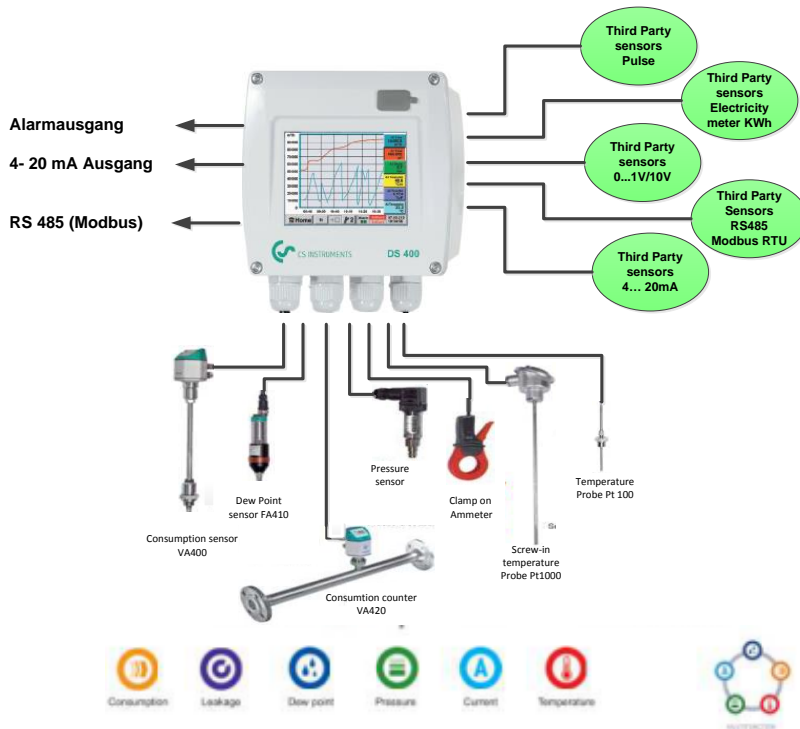 Third Party
sensors
Pulse
Third Party
sensors
Electricity
meter KWh
Third Party
sensors
0...1V/10V
Third Party
Sensors
RS485
Modbus RTU
Third Party
sensors
4... 20mA
Alarmausgang
4- 20 mA Ausgang
RS 485 (Modbus)
Home
CS INSTRUMENTS
DS 400
Consumption sensor
VA400
Dew Point
sensor FA410
Consumtion counter
VA420
Pressure
sensor
Clamp on
Ammeter
Screw-in
temperature
Probe Pt1000
Temperature
Probe Pt 100
Consumption
Leakage
Dew point
Pressure
Current
Temperature